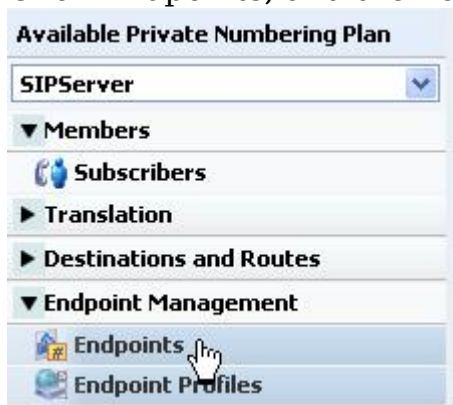 Available Private Numbering Plan
SIPServer
Members
Subscribers
Translation
Destinations and Routes
Endpoint Management
Endpoints
Endpoint Profiles